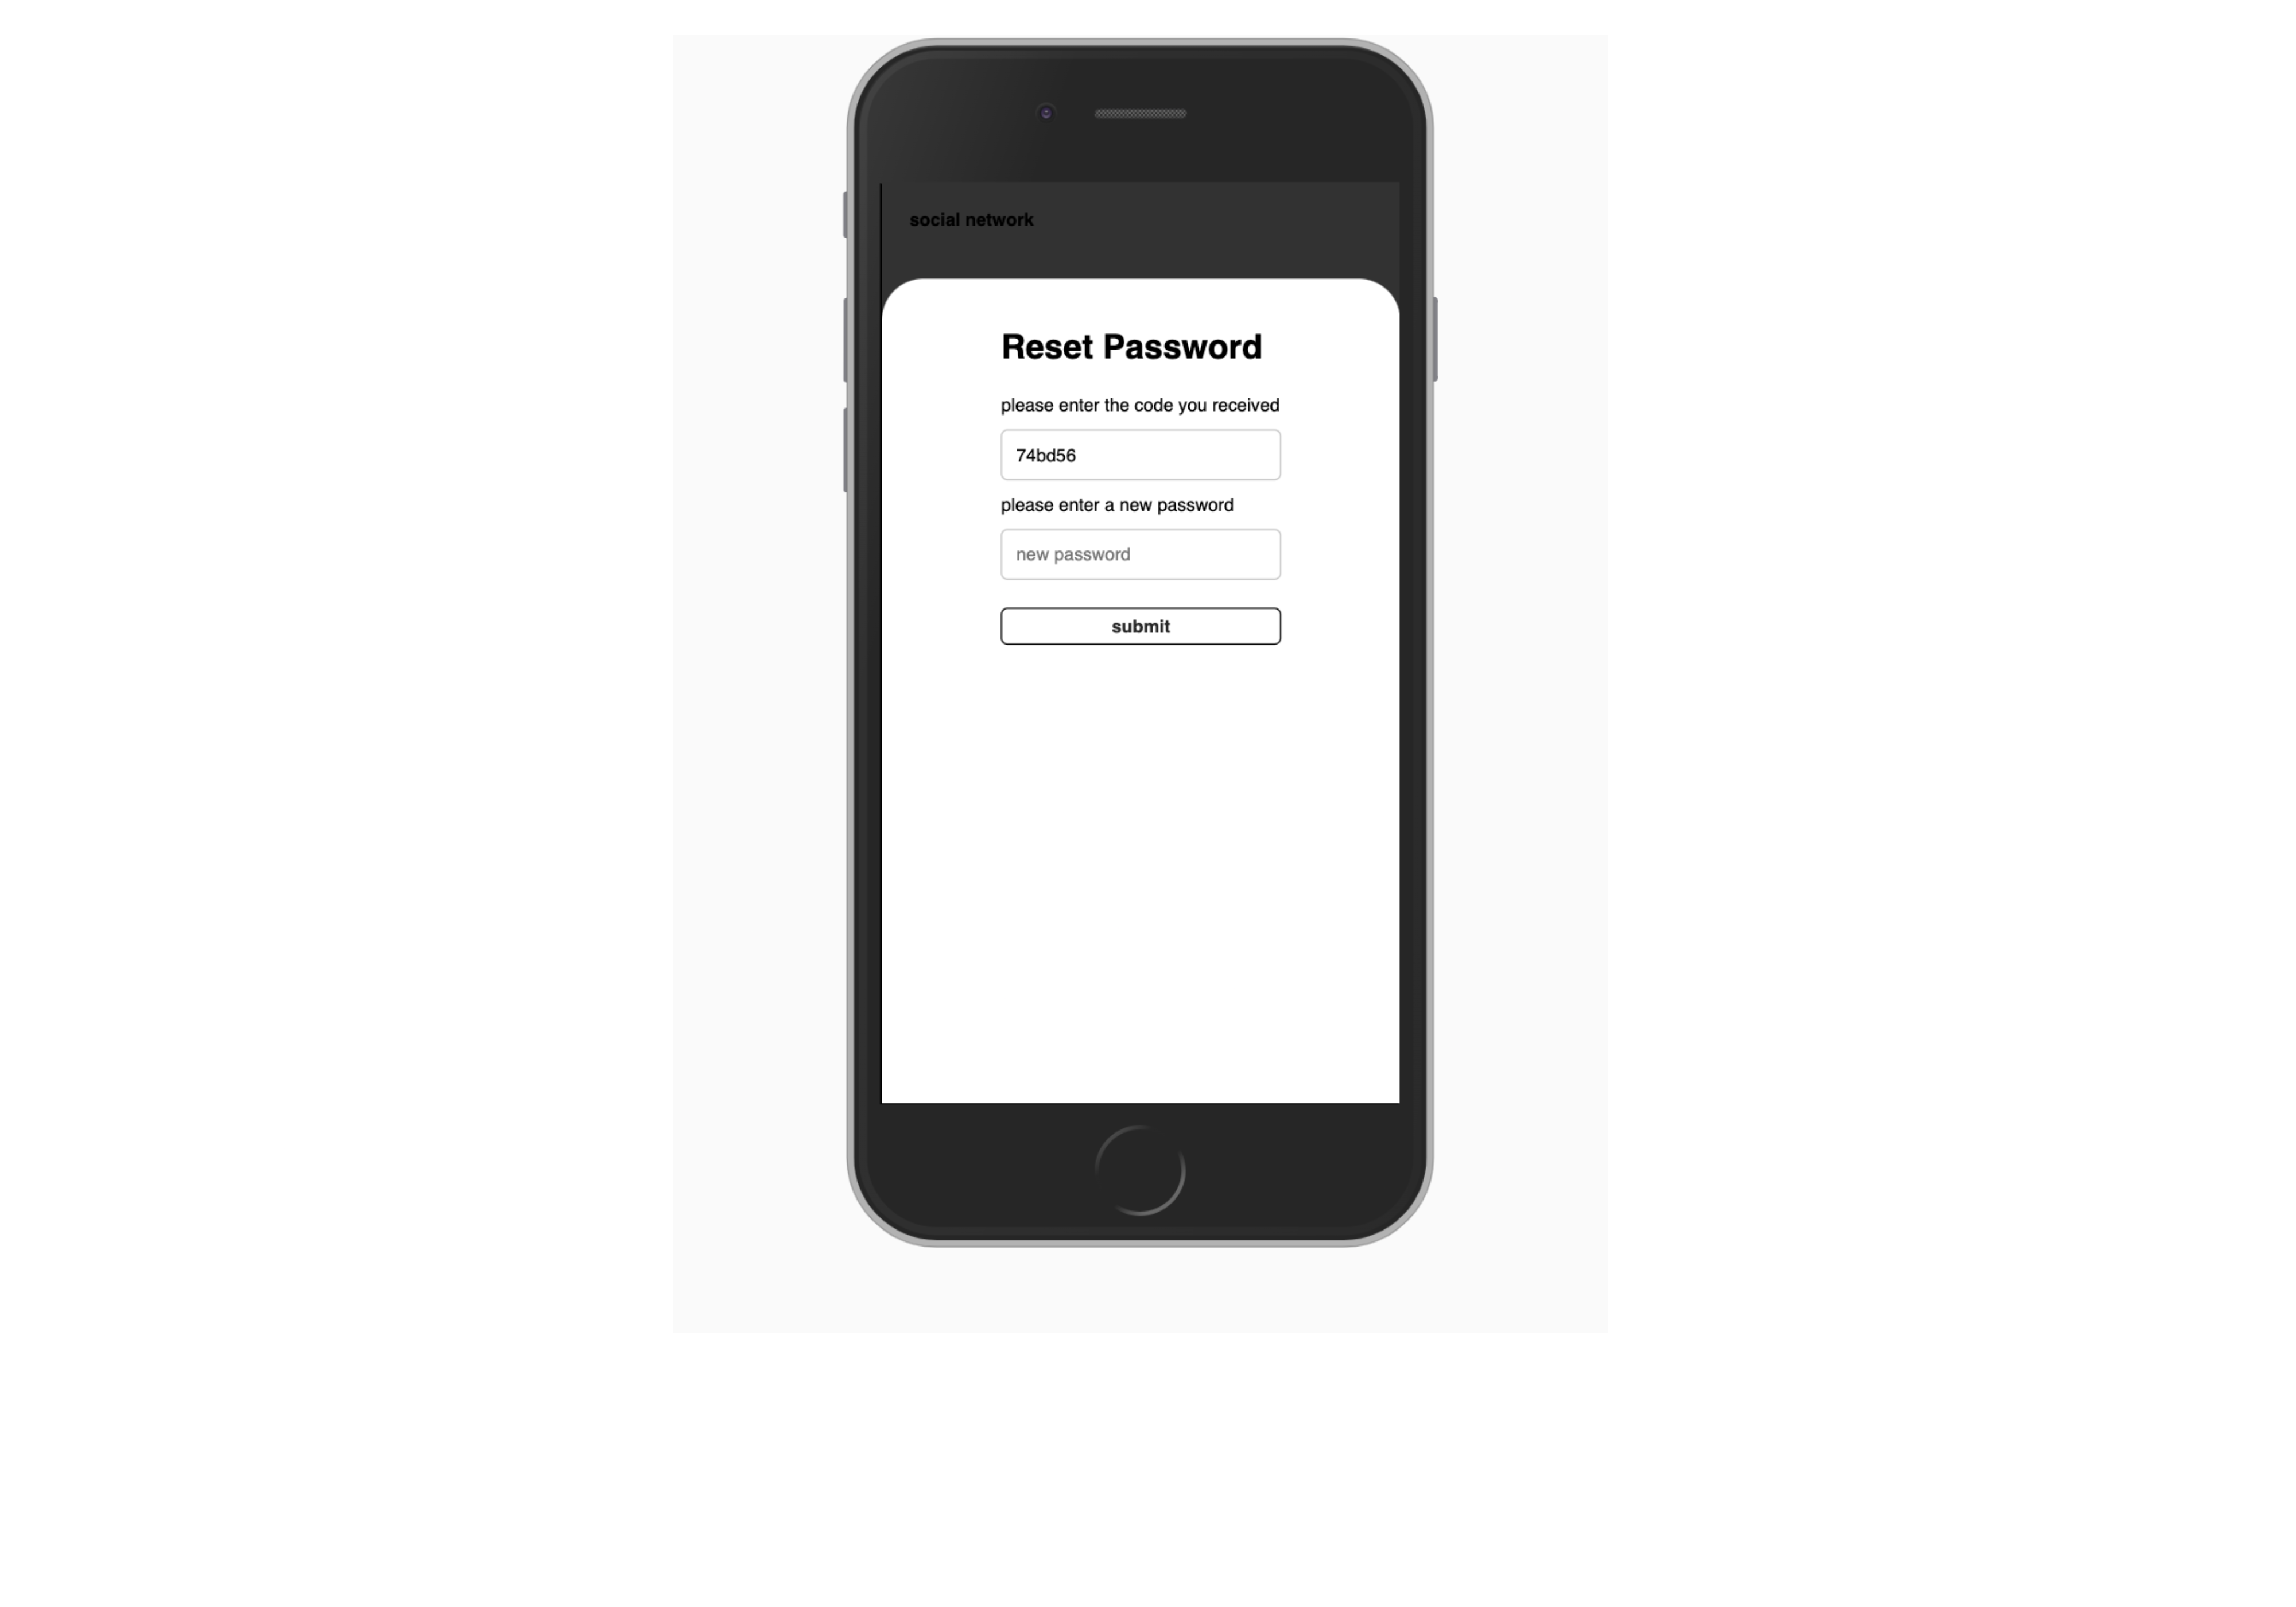 social network
Reset Password
please enter the code you received
74bd56
please enter a new password
new password
submit